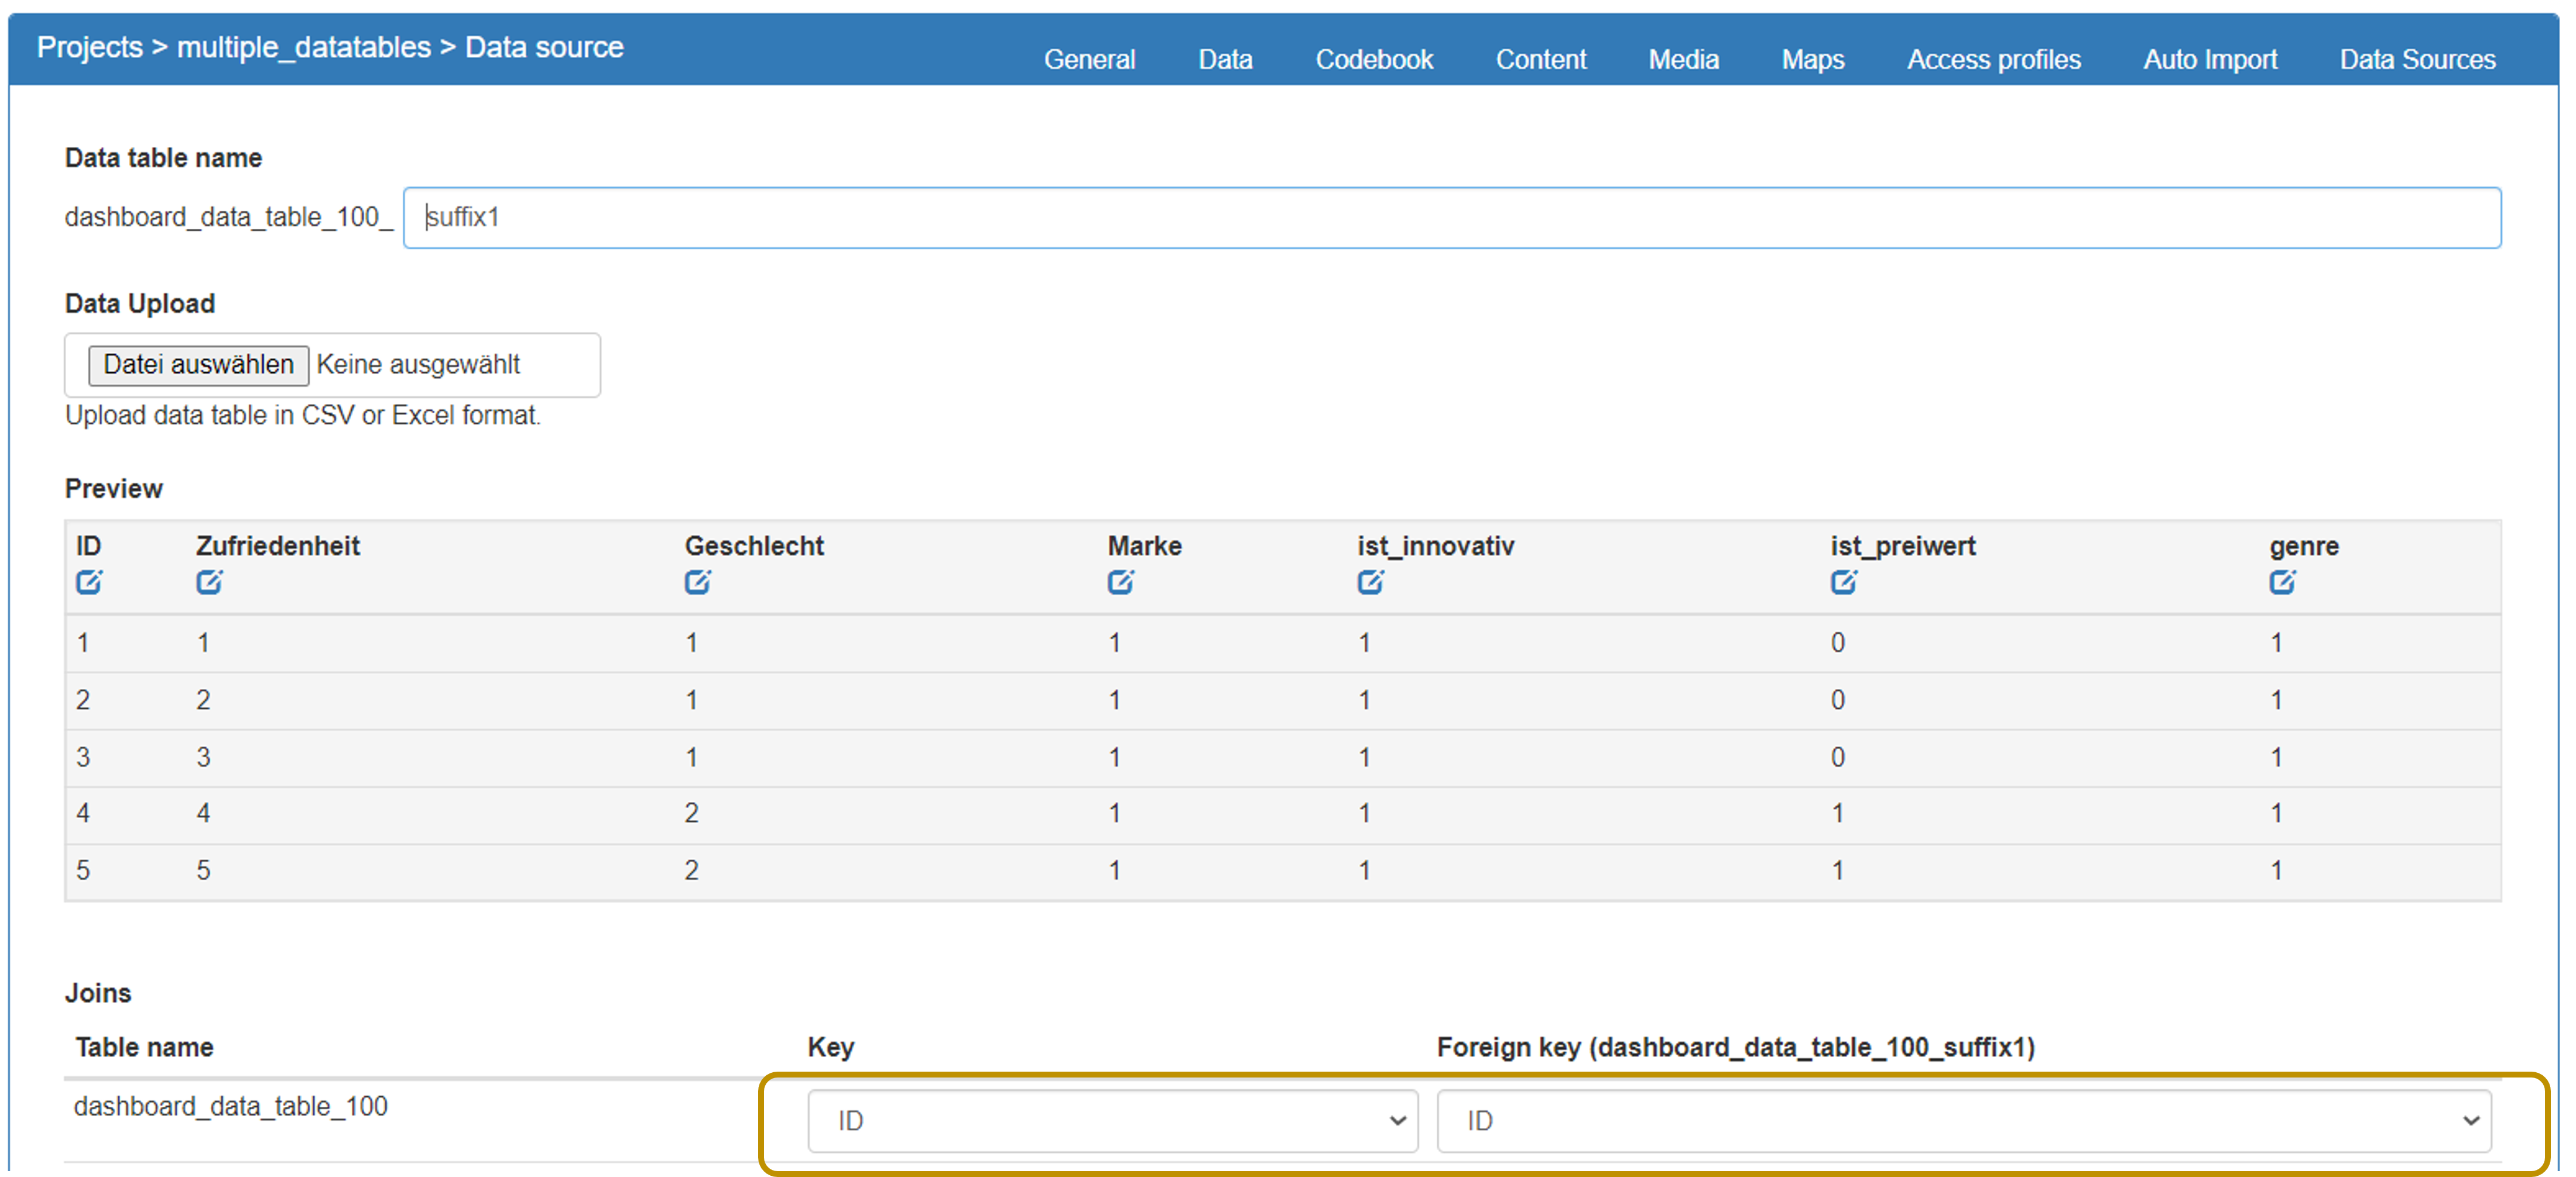 Projects > multiple_datatables > Data source
General Data Codebook Content Media Maps Access profiles Auto Import Data Sources
Data table name
dashboard_data_table_100_ suffix1
Data Upload
Datei auswählen Keine ausgewählt
Upload data table in CSV or Excel format.
Preview
ID Zufriedenheit Geschlecht Marke ist_innovativ ist_preiwert genre
1 1 1 1 1 0 1
2 2 1 1 1 0 1
3 3 1 1 1 0 1
4 4 2 1 1 1 1
5 5 2 1 1 1 1
Joins
Table name Key Foreign key (dashboard_data_table_100_suffix1)
dashboard_data_table_100 ID ID